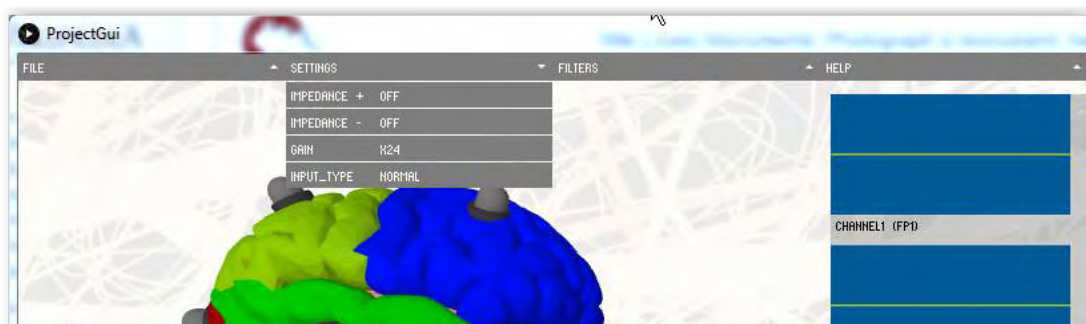 ProjectGui
FILE SETTINGS FILTERS HELP
IMPEDANCE + OFF
IMPEDANCE - OFF
GAIN X24
INPUT_TYPE NORMAL
CHANNEL1 (FP1)